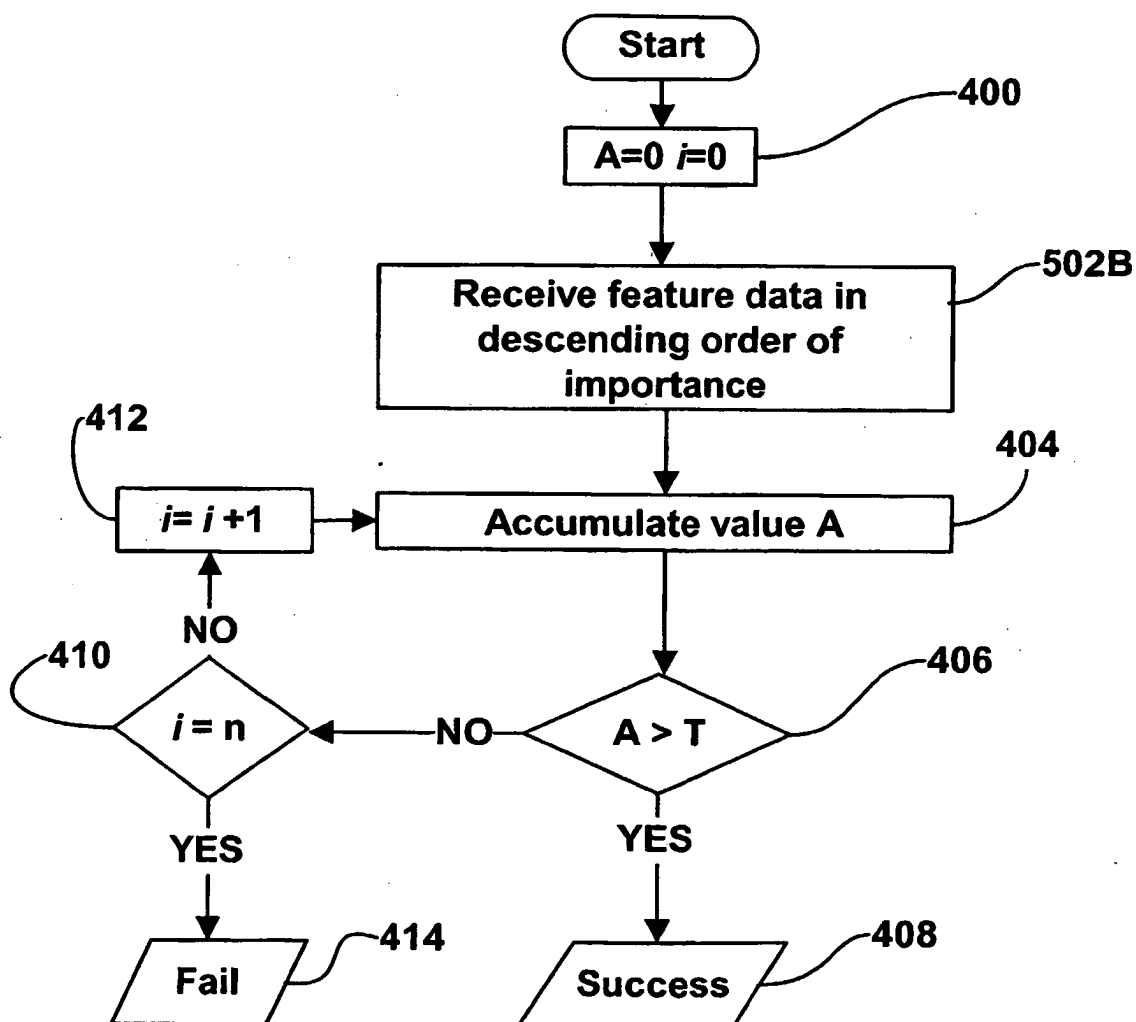 Start
400
A=0 i=0
502B
Receive feature data in
descending order of
importance
412
404
i= i +1
Accumulate value A
NO
410
406
i = n
NO
A > T
YES
YES
414
408
Fail
Success